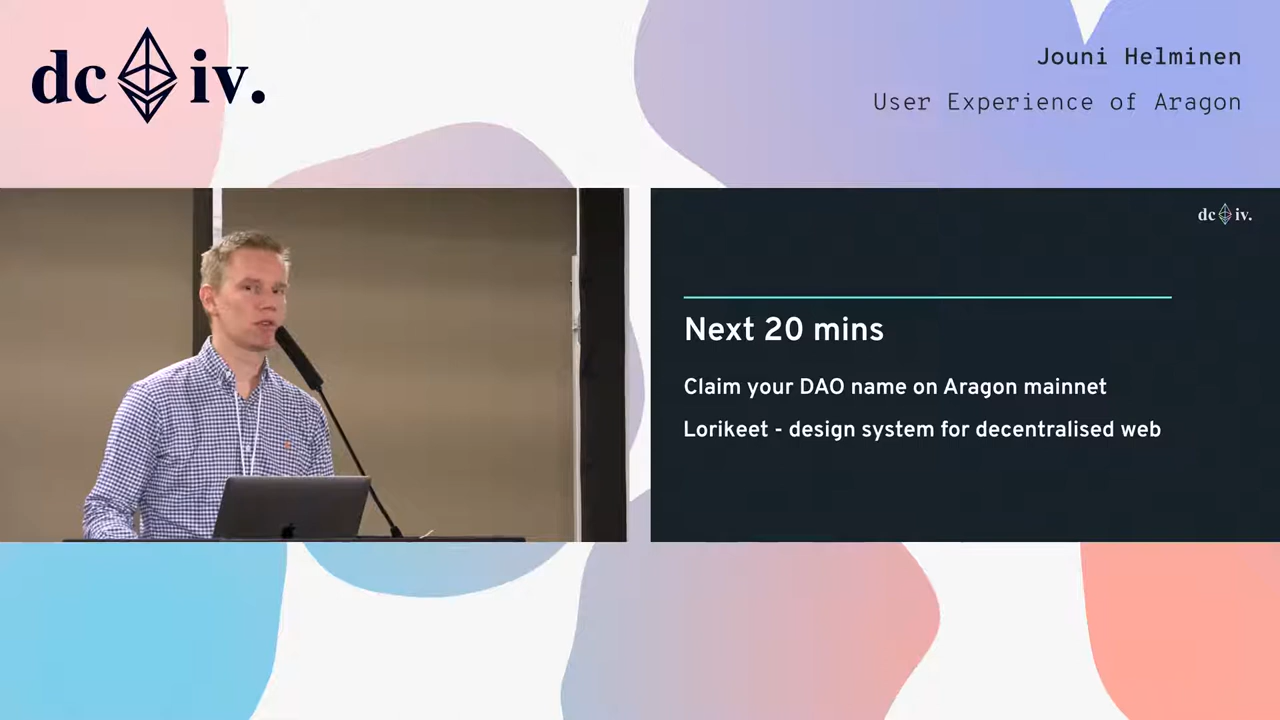 dc iv.
Jouni Helminen
User Experience of Aragon
dc iv.
Next 20 mins
Claim your DAO name on Aragon mainnet
Lorikeet - design system for decentralised web